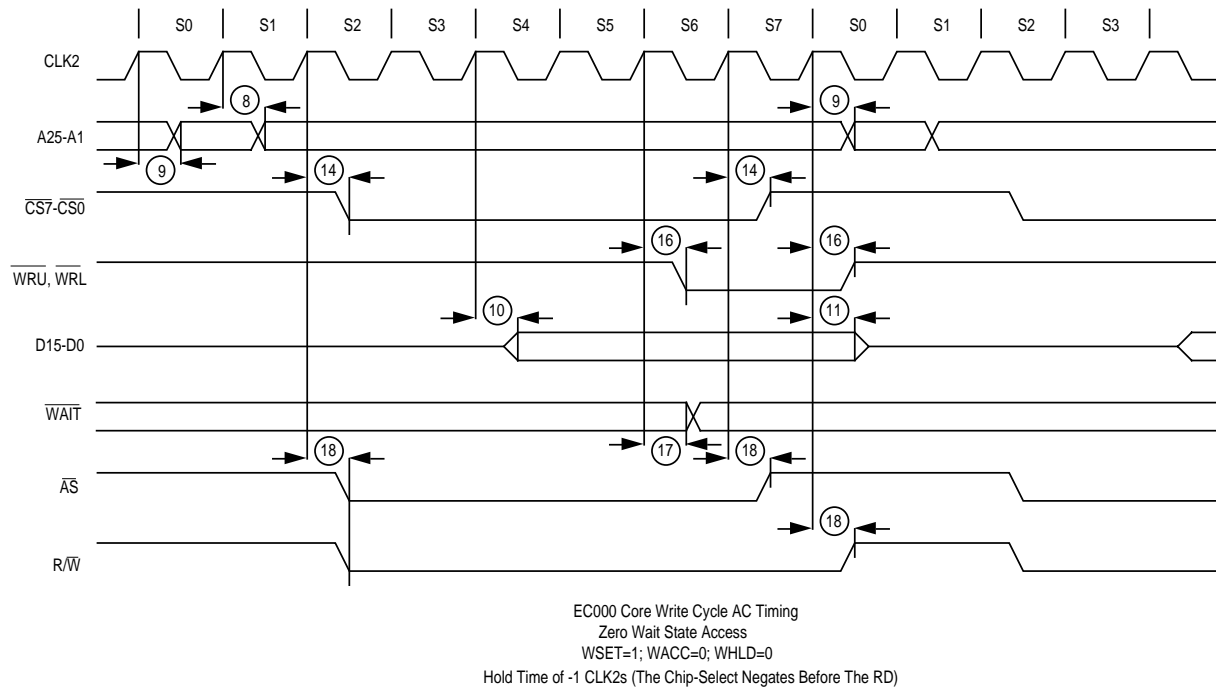 S0 S1 S2 S3 S4 S5 S6 S7 S0 S1 S2 S3
CLK2
8 9
A25-A1
9 14 14
CS7-CS0
16 16
WRU, WRL
10 11
D15-D0
WAIT
18 17 18
AS
18
R/W
EC000 Core Write Cycle AC Timing
Zero Wait State Access
WSET=1; WACC=0; WHLD=0
Hold Time of -1 CLK2s (The Chip-Select Negates Before The RD)